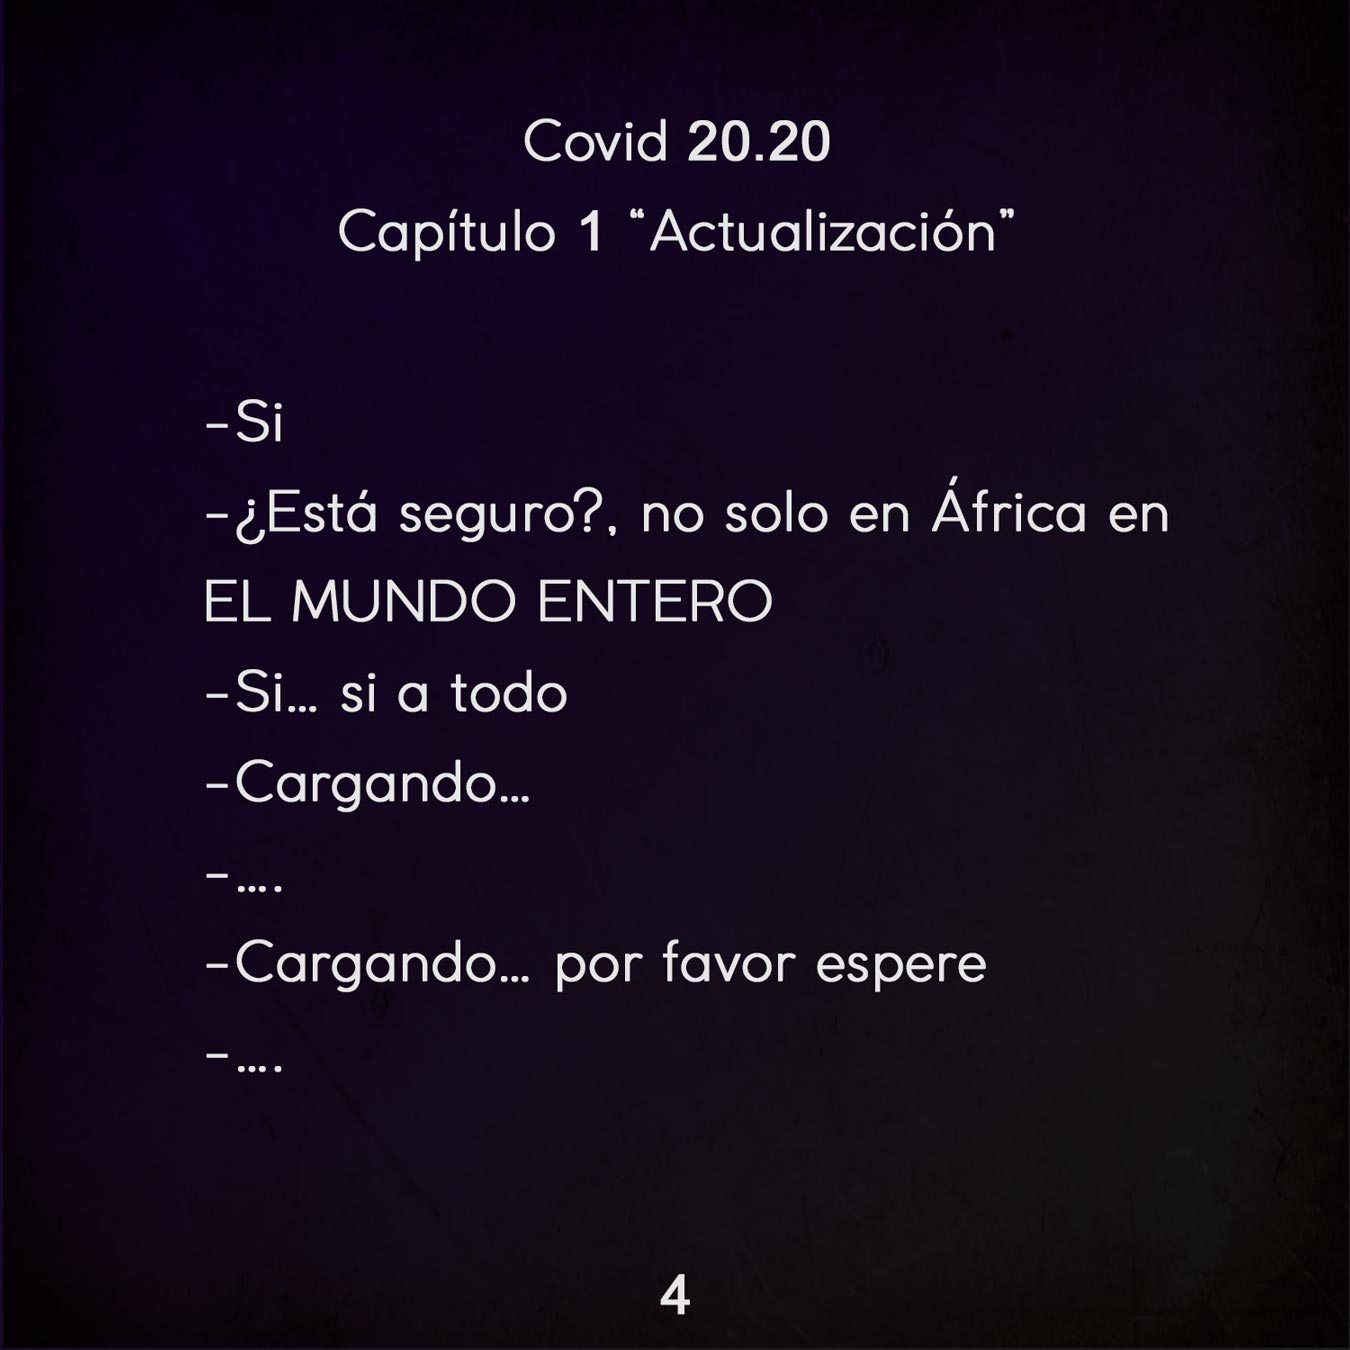 Covid 20.20
Capítulo 1 “Actualización”
-Si
-¿Está seguro?, no solo en África en
EL MUNDO ENTERO
-Si... si a todo
-Cargando...
-....
-Cargando... por favor espere
-....
4